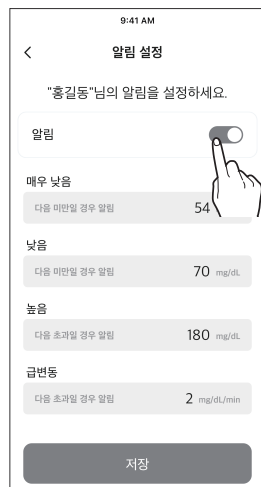 9:41 AM
알림 설정
"홍길동"님의 알림을 설정하세요.
알림
매우 낮음
다음 미만일 경우 알림 54
낮음
다음 미만일 경우 알림 70 mg/dL
높음
다음 초과일 경우 알림 180 mg/dL
급변동
다음 초과일 경우 알림 2 mg/dL/min
저장